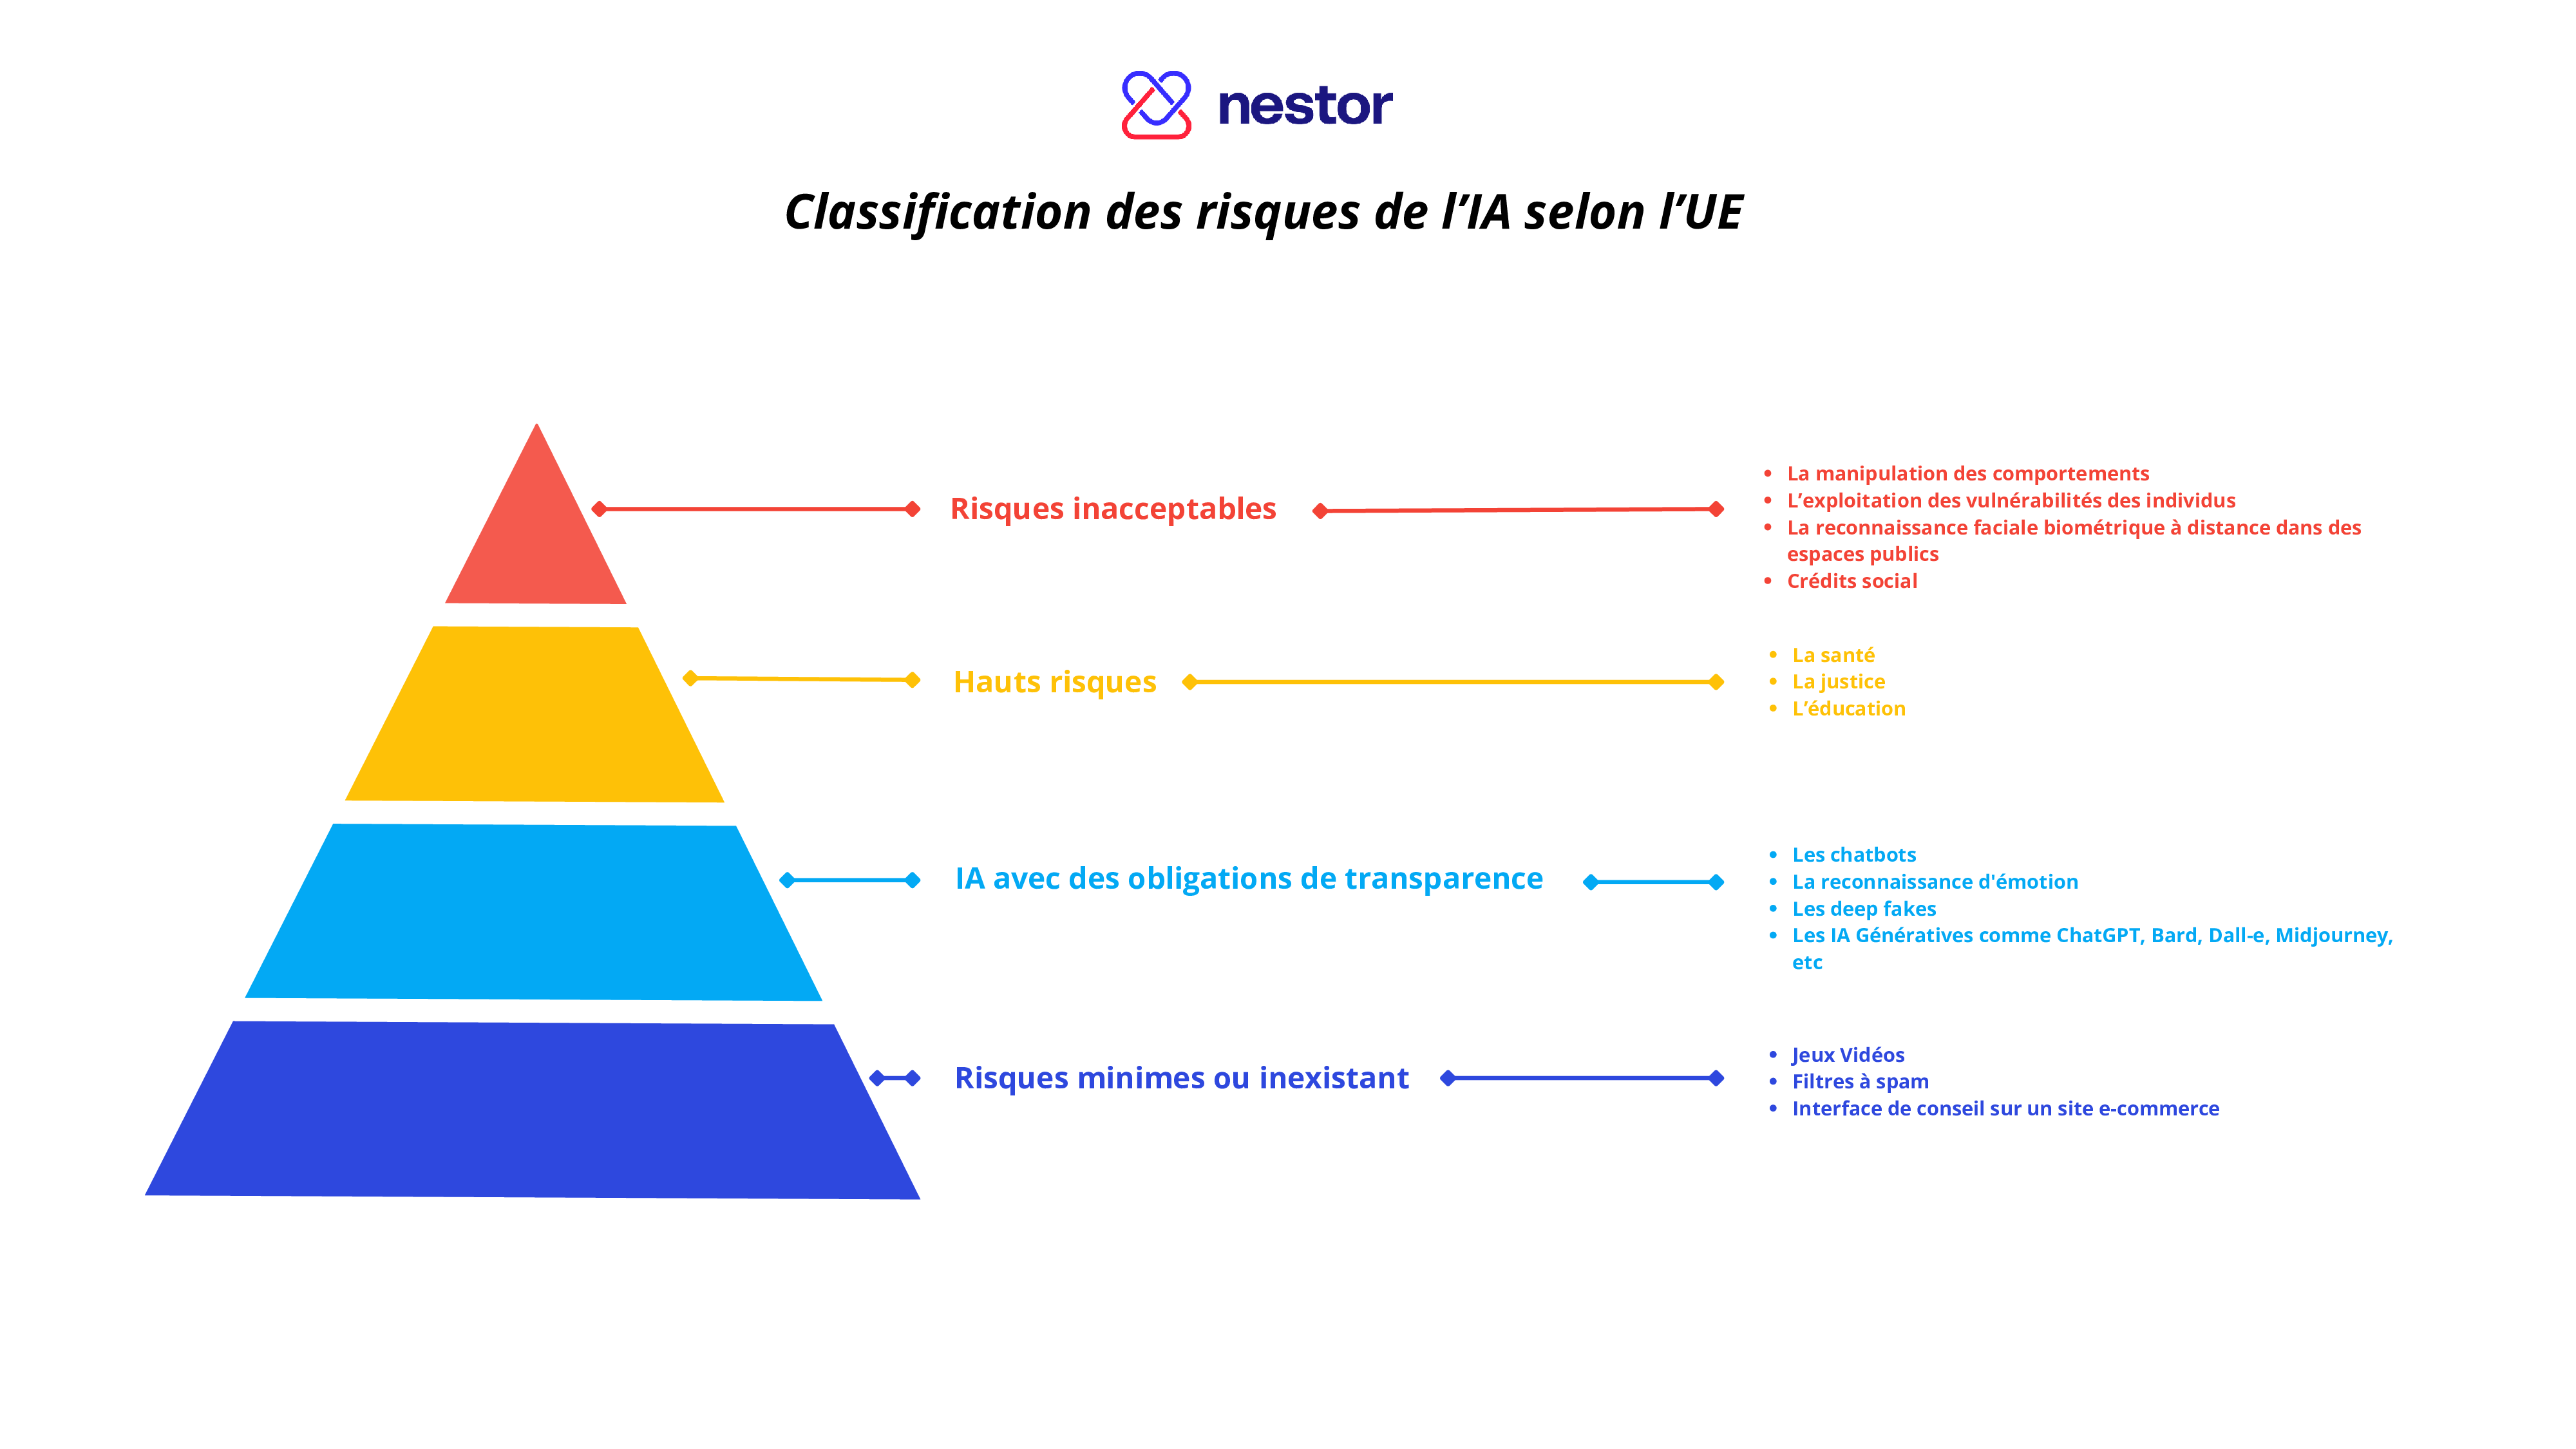 nestor
Classification des risques de l’IA selon l’UE
Risques inacceptables
La manipulation des comportements
L’exploitation des vulnérabilités des individus
La reconnaissance faciale biométrique à distance dans des
espaces publics
Crédits social
Hauts risques
La santé
La justice
L’éducation
IA avec des obligations de transparence
Les chatbots
La reconnaissance d'émotion
Les deep fakes
Les IA Génératives comme ChatGPT, Bard, Dall-e, Midjourney,
etc
Risques minimes ou inexistant
Jeux Vidéos
Filtres à spam
Interface de conseil sur un site e-commerce